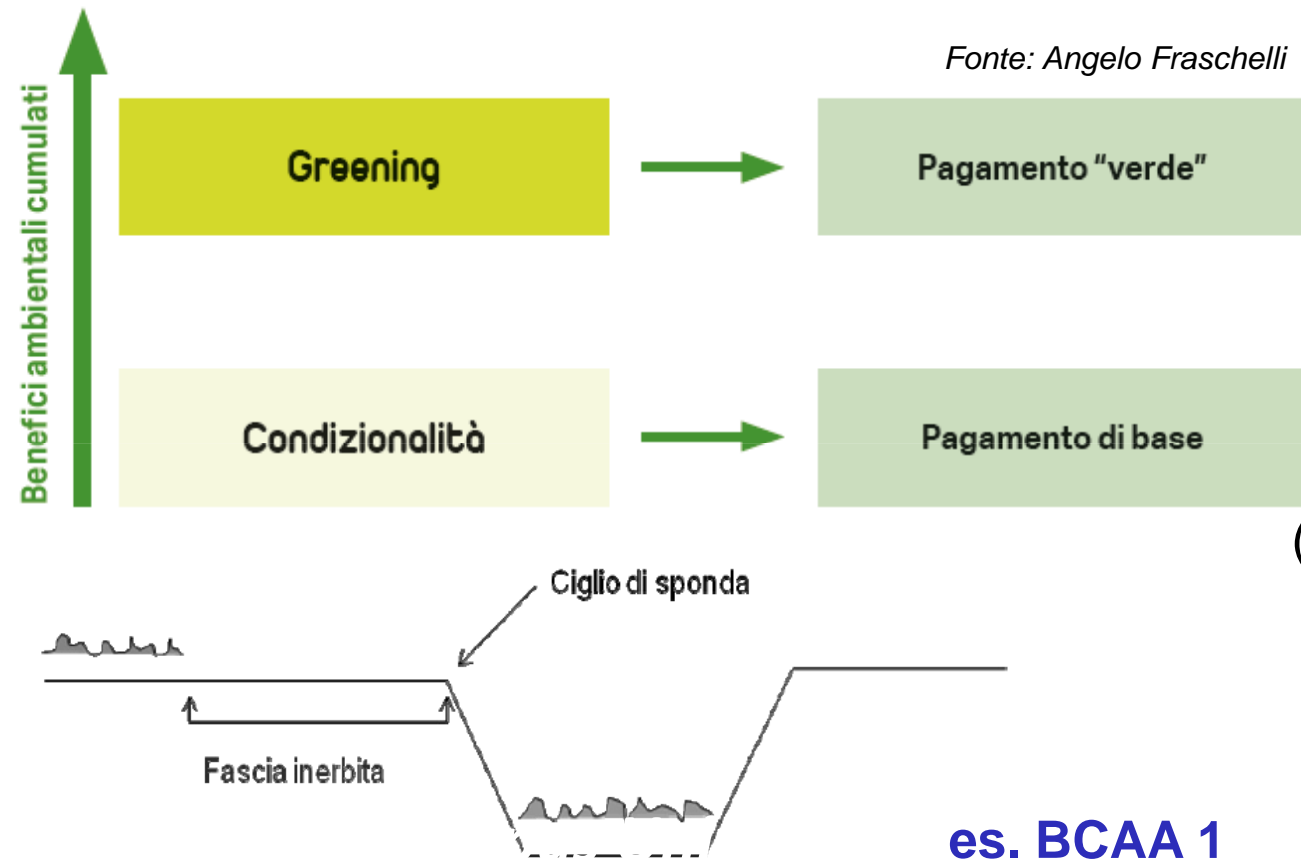 Fonte: Angelo Fraschelli
Benefici ambientali cumulati
Greening
Pagamento “verde”
Condizionalità
Pagamento di base
(
Ciglio di sponda
Fascia inerbita
es. BCAA 1